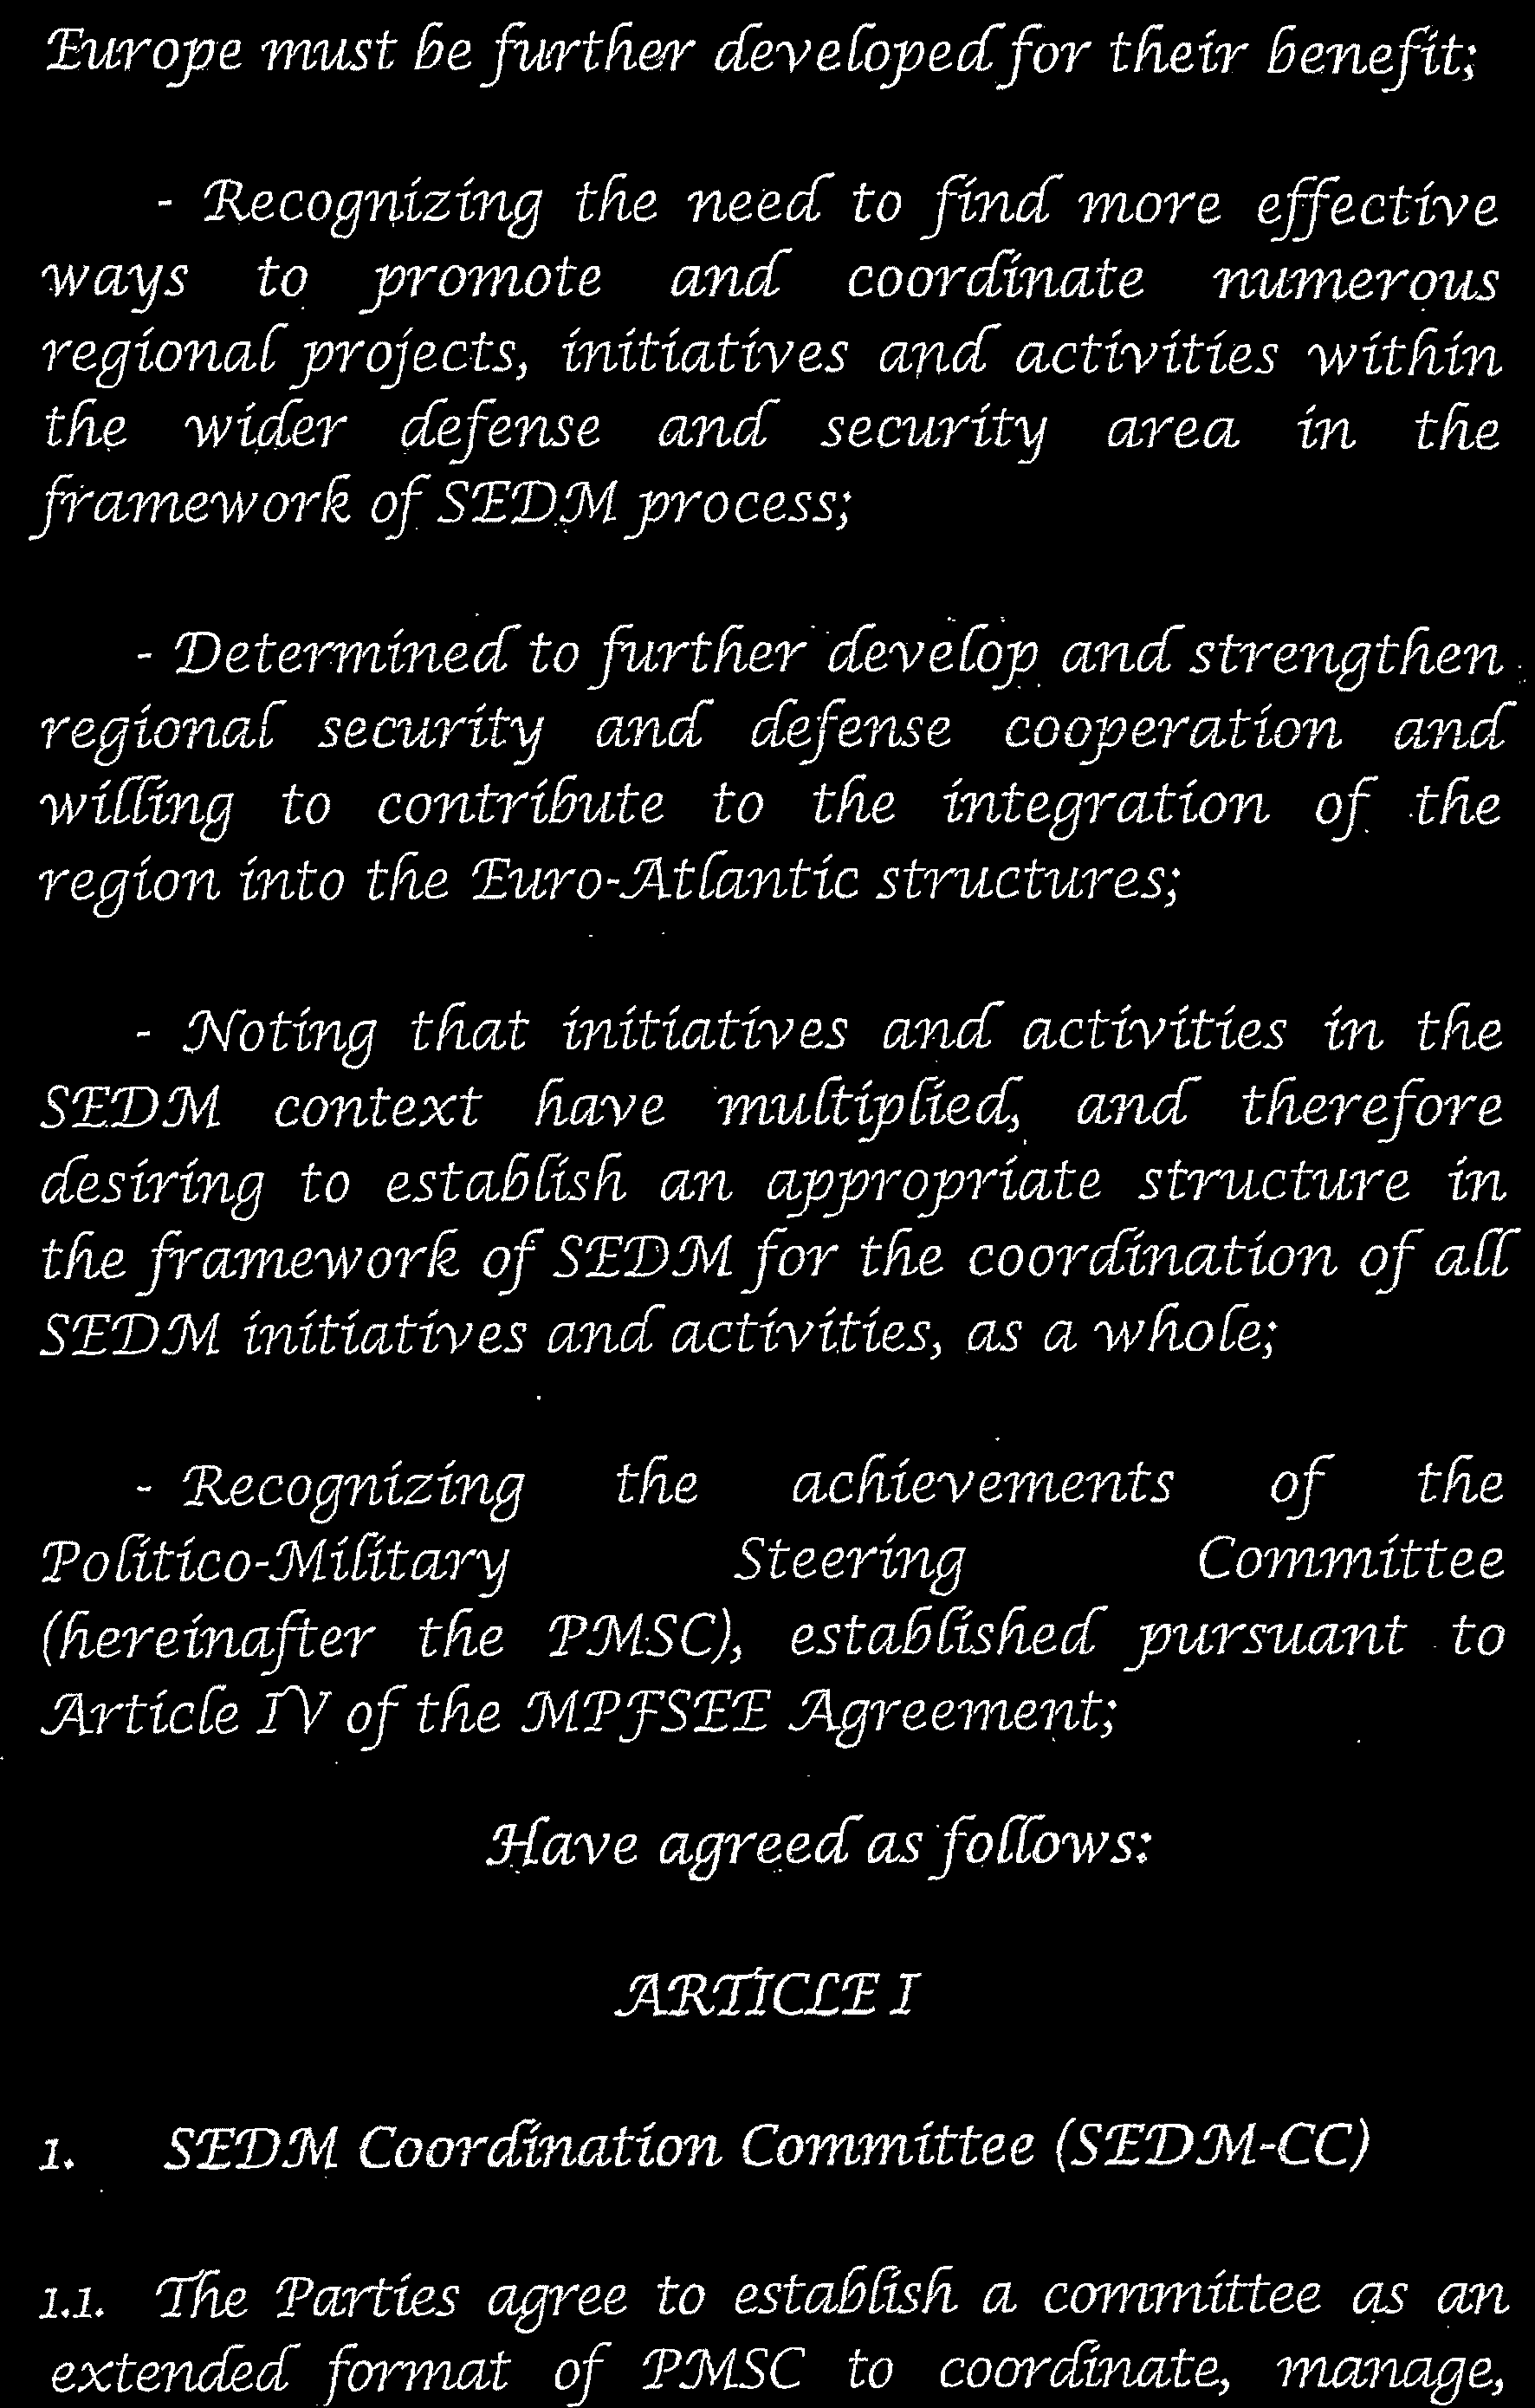 Europe must be further developed for their benefit;
- Recognizing the need to find more effective
ways to promote and coordinate numerous
regional projects, initiatives and activities within
the wider defense and security area in the
framework of SEDM process;
- Determined to further develop and strengthen
regional security and defense cooperation and
willing to contribute to the integration of the
region into the Euro-Atlantic structures;
- Noting that initiatives and activities in the
SEDM context have multiplied, and therefore
desiring to establish an appropriate structure in
the framework of SEDM for the coordination of all
SEDM initiatives and activities, as a whole;
- Recognizing the achievements of the
Politico-Military Steering Committee
(hereinafter the PMSC), established pursuant to
Article IV of the MPFSEE Agreement;
Have agreed as follows:
ARTICLE I
1. SEDM Coordination Committee (SEDM-CC)
1.1. The Parties agree to establish a committee as an
extended format of PMSC to coordinate, manage,